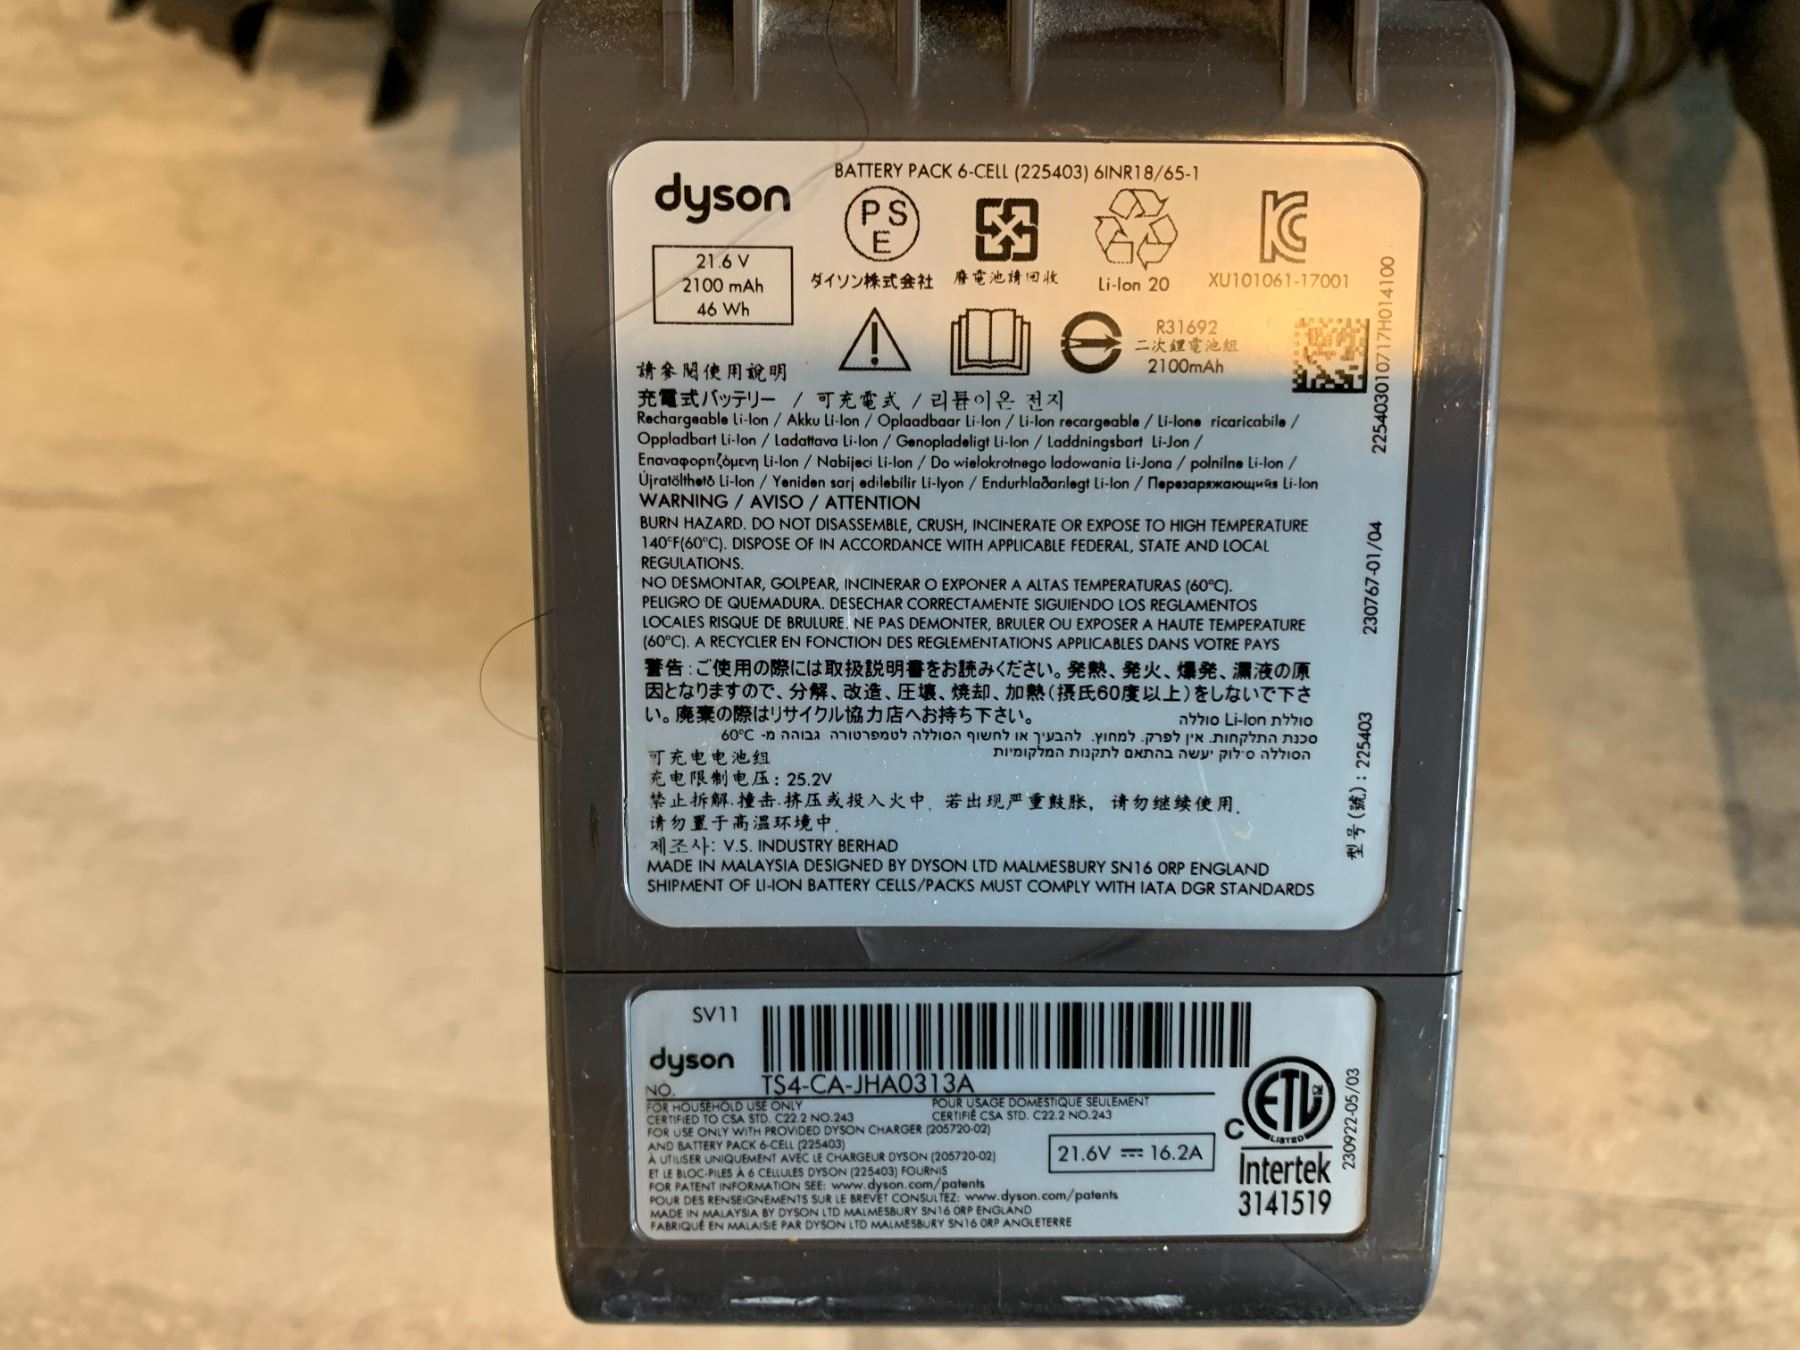 BATTERY PACK 6-CELL (225403) 6INR18/65-1
dyson
21.6 V
2100 mAh
46 Wh
PS
E
ダイソン株式会社
廢電池請回收
Li-Ion 20
XU101061-17001
R31692
二次鋰電池組
2100mAh
請參閱使用說明
充電式バッテリー / 可充電式 / 리튬이온 전지
Rechargeable Li-Ion / Akku Li-Ion / Oplaadbaar Li-Ion / Li-Ion recargeable / Li-Ione ricaricabile /
Oppladbart Li-Ion / Ladattava Li-Ion / Genopladeligt Li-Ion / Laddningsbart Li-Jon /
Επαναφορτιζόμενη Li-Ion / Nabíjecí Li-Ion / Do wielokrotnego ladowania Li-Jona / polnilne Li-Ion /
Újratölthető Li-Ion / Yeniden sarj edilebilir Li-Iyon / Endurhlaðanlegt Li-Ion / Перезаряжающийся Li-Ion
WARNING / AVISO / ATTENTION
BURN HAZARD. DO NOT DISASSEMBLE, CRUSH, INCINERATE OR EXPOSE TO HIGH TEMPERATURE
140°F(60°C). DISPOSE OF IN ACCORDANCE WITH APPLICABLE FEDERAL, STATE AND LOCAL
REGULATIONS.
NO DESMONTAR, GOLPEAR, INCINERAR O EXPONER A ALTAS TEMPERATURAS (60°C).
PELIGRO DE QUEMADURA. DESECHAR CORRECTAMENTE SIGUIENDO LOS REGLAMENTOS
LOCALES RISQUE DE BRULURE. NE PAS DEMONTER, BRULER OU EXPOSER A HAUTE TEMPERATURE
(60°C). A RECYCLER EN FONCTION DES REGLEMENTATIONS APPLICABLES DANS VOTRE PAYS
警告:ご使用の際には取扱説明書をお読みください。発熱、発火、爆発、漏液の原
因となりますので、分解、改造、圧壊、焼却、加熱(摂氏60度以上)をしないで下さ
い。廃棄の際はリサイクル協力店へお持ち下さい。
סוללת Li-Ion סוללה
סכנת התלקחות. אין לפרק. למחוץ. להבעיך או לחשוף הסוללה לטמפרטורה גבוהה מ- 60°C
הסוללה סילוק יעשה בהתאם לתקנות המלקומיות
可充电电池组
充电限制电压: 25.2V
禁止拆解.撞击.挤压或投入火中. 若出现严重鼓胀, 请勿继续使用.
请勿置于高温环境中.
제조사: V.S. INDUSTRY BERHAD
MADE IN MALAYSIA DESIGNED BY DYSON LTD MALMESBURY SN16 0RP ENGLAND
SHIPMENT OF LI-ION BATTERY CELLS/PACKS MUST COMPLY WITH IATA DGR STANDARDS
225403010717H014100
230767-01/04
型号(號) : 225403
SV11
dyson
NO. TS4-CA-JHA0313A
FOR HOUSEHOLD USE ONLY
CERTIFIED TO CSA STD. C22.2 NO.243
POUR USAGE DOMESTIQUE SEULEMENT
CERTIFIÉ CSA STD. C22.2 NO.243
FOR USE ONLY WITH PROVIDED DYSON CHARGER (205720-02)
AND BATTERY PACK 6-CELL (225403)
À UTILISER UNIQUEMENT AVEC LE CHARGEUR DYSON (205720-02)
ET LE BLOC-PILES À 6 CELLULES DYSON (225403) FOURNIS
FOR PATENT INFORMATION SEE: www.dyson.com/patents
POUR DES RENSEIGNEMENTS SUR LE BREVET CONSULTEZ: www.dyson.com/patents
MADE IN MALAYSIA BY DYSON LTD MALMESBURY SN16 0RP ENGLAND
FABRIQUÉ EN MALAISIE PAR DYSON LTD MALMESBURY SN16 0RP ANGLETERRE
21.6V ⎓ 16.2A
C ETL CM
LISTED
Intertek
3141519
230922-05/03